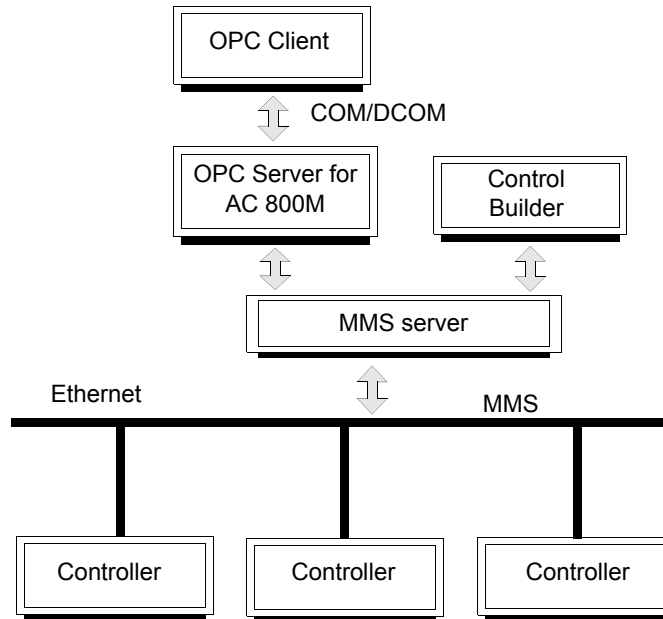 OPC Client
COM/DCOM
OPC Server for
AC 800M
Control
Builder
MMS server
Ethernet
MMS
Controller
Controller
Controller